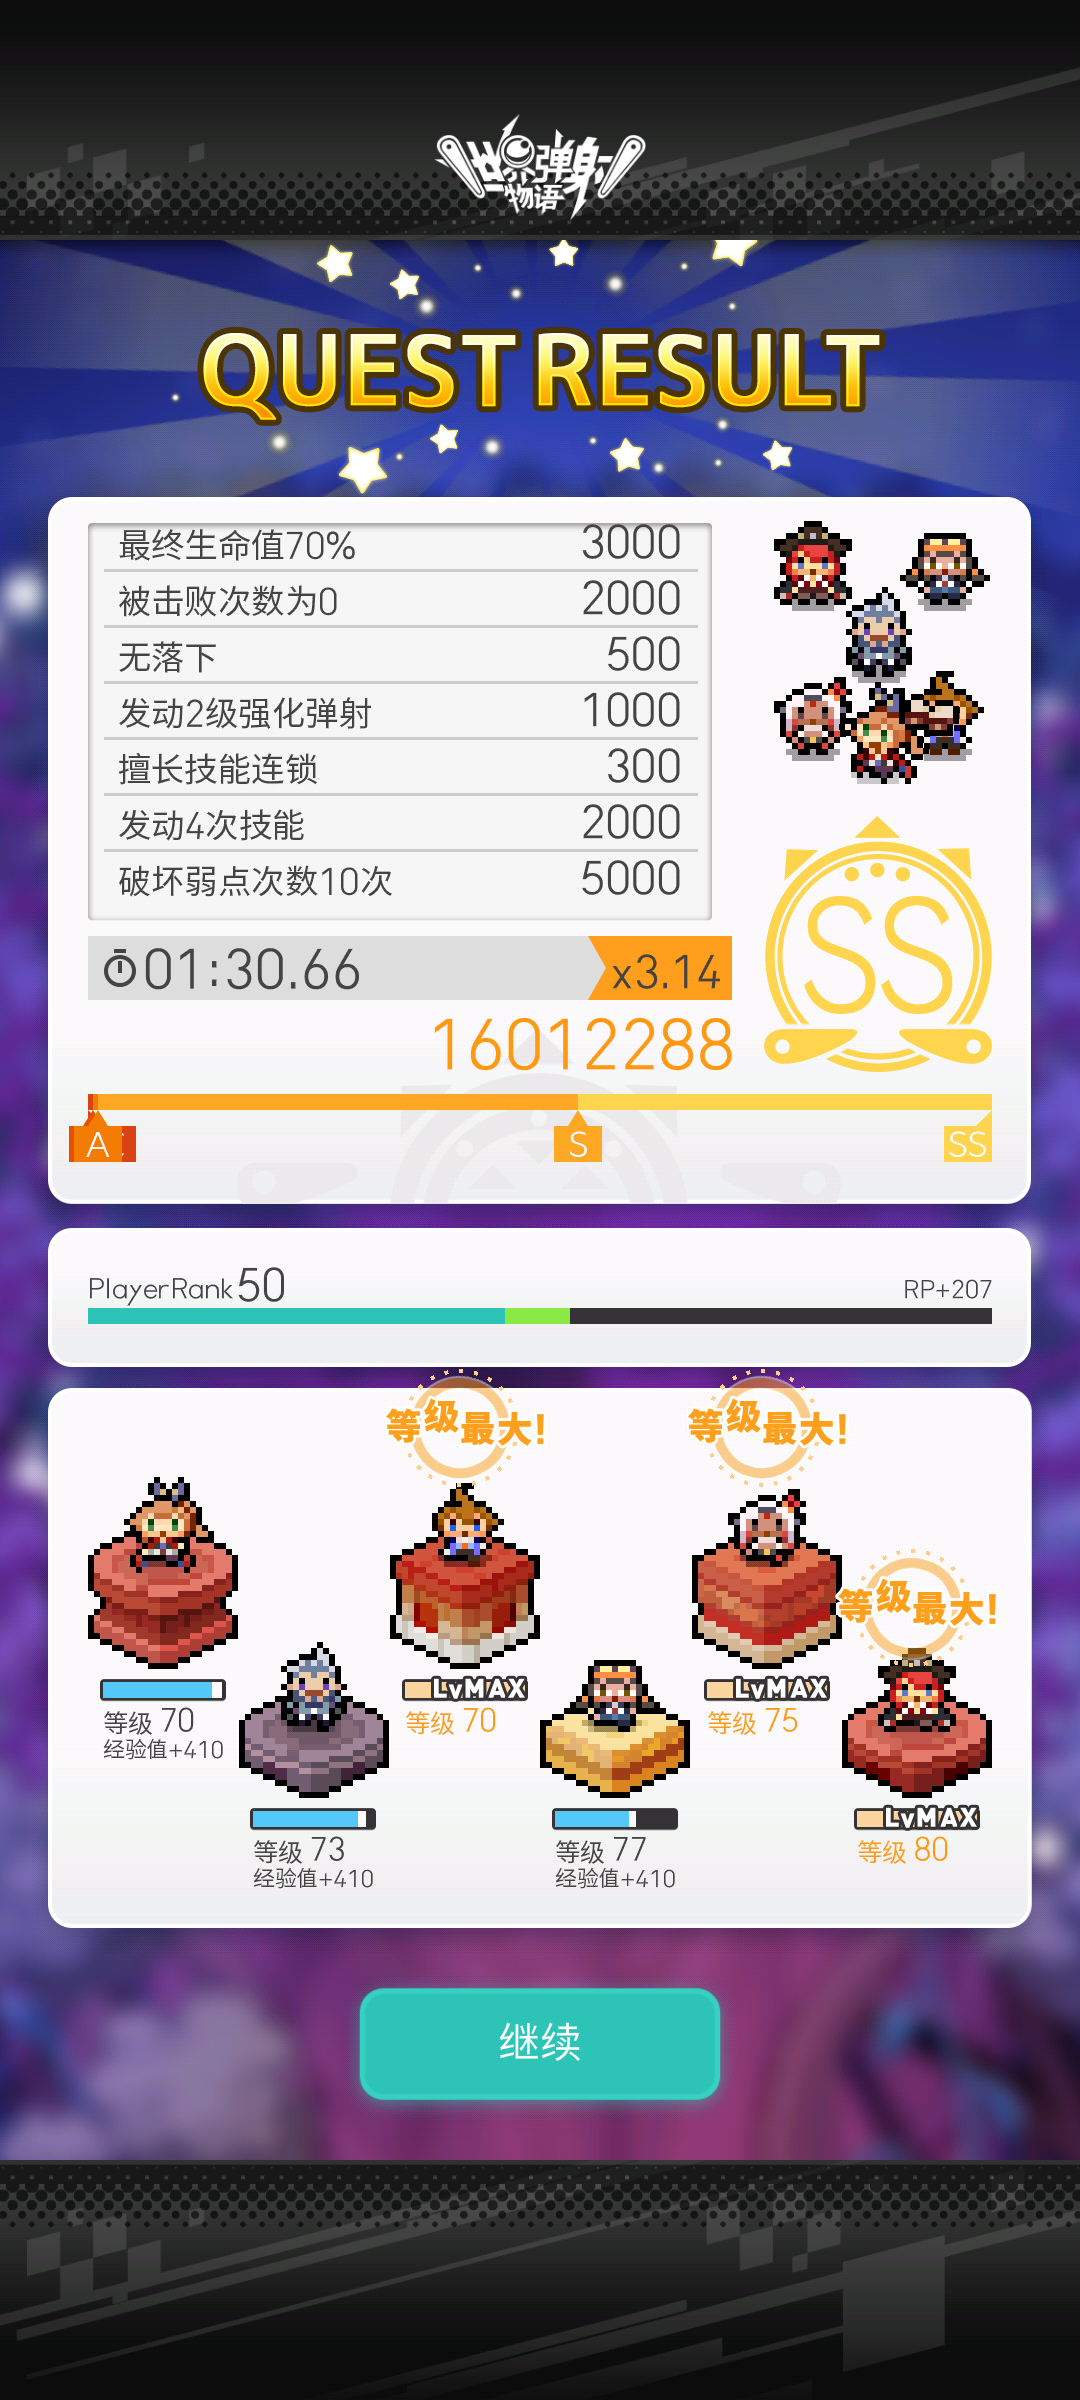 世界弹射
物语
QUEST RESULT
最终生命值70% 3000
被击败次数为0 2000
无落下 500
发动2级强化弹射 1000
擅长技能连锁 300
发动4次技能 2000
破坏弱点次数10次 5000
SS
01:30.66 x3.14
16012288
A S SS
PlayerRank 50 RP+207
等级最大! 等级最大!
等级最大!
LvMAX LvMAX
等级 70 等级 70 等级 75
经验值+410
LvMAX
等级 73 等级 77 等级 80
经验值+410 经验值+410
继续